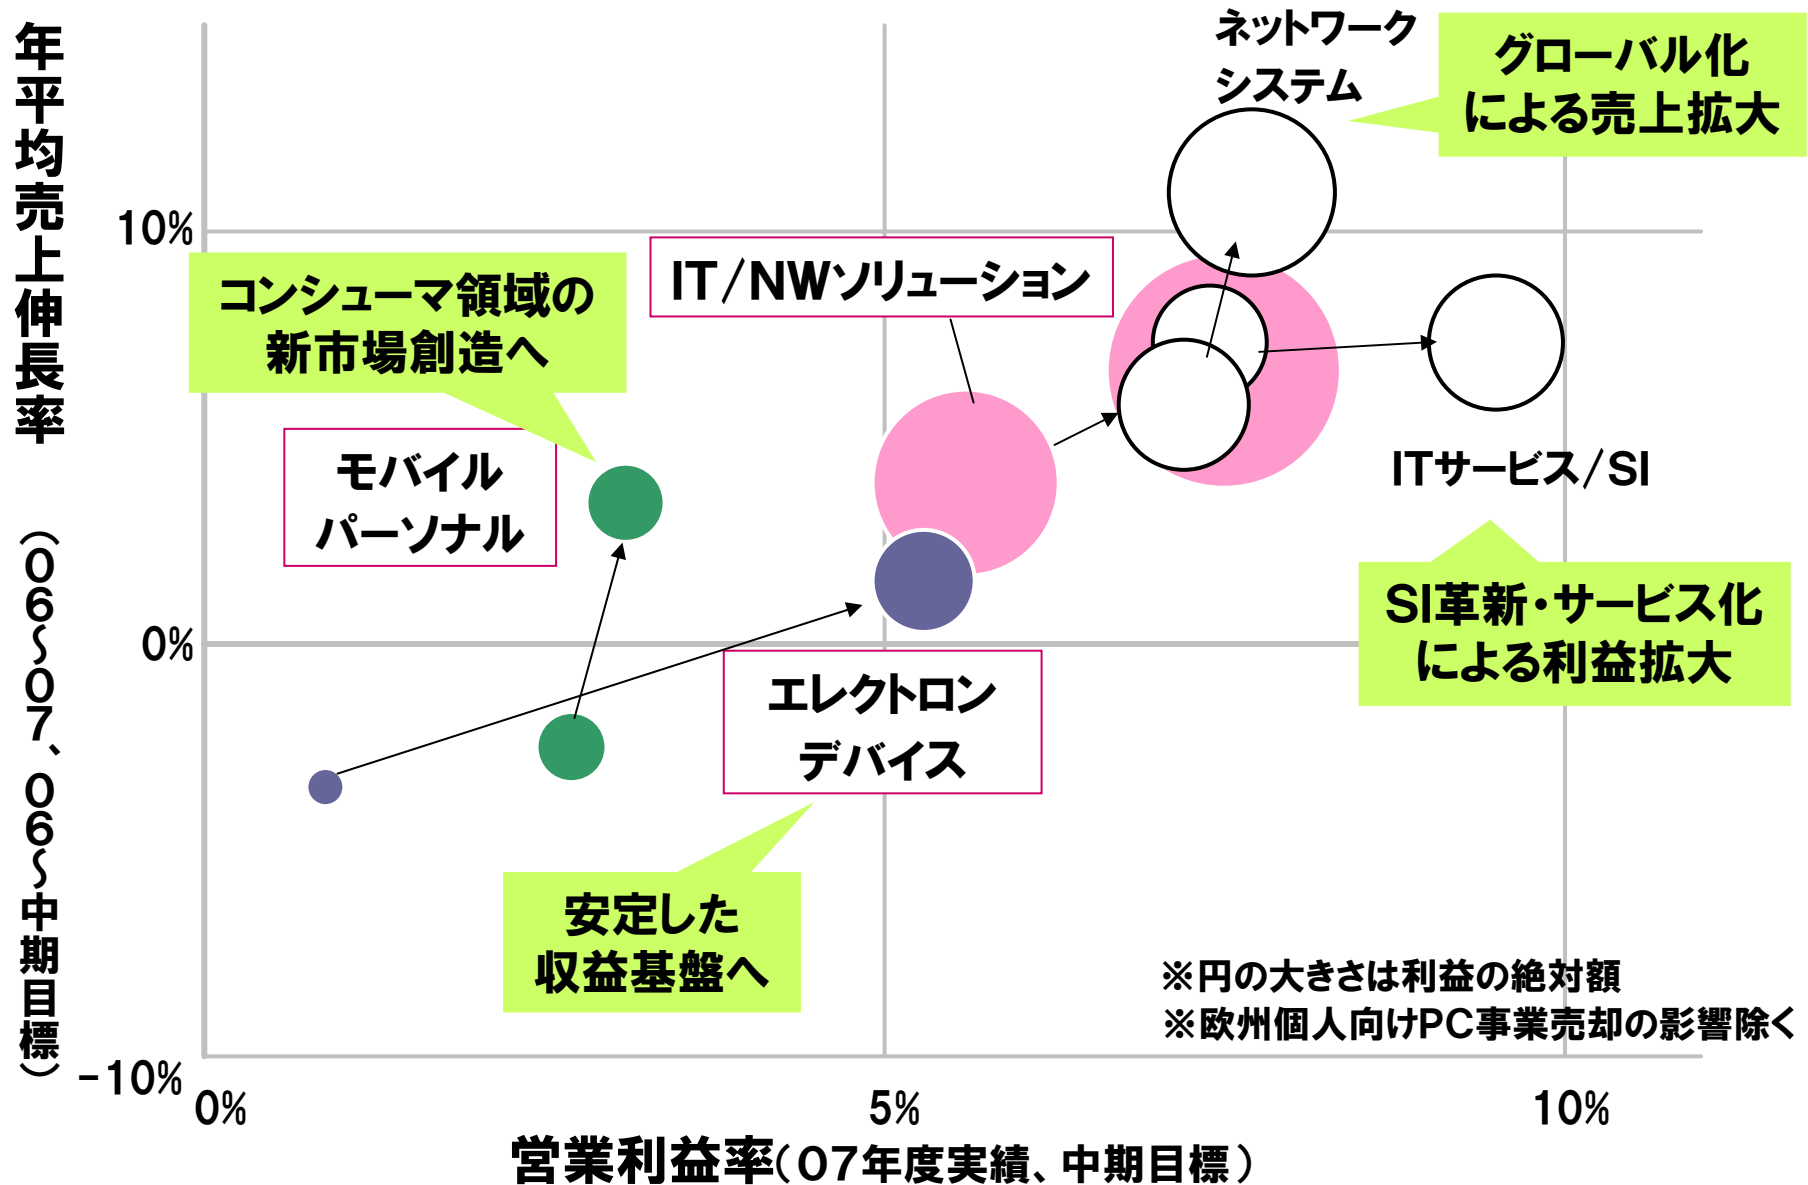 年平均売上伸長率
(06〜07、06〜中期目標)
ネットワーク
システム
グローバル化
による売上拡大
10%
IT/NWソリューション
コンシューマ領域の
新市場創造へ
モバイル
パーソナル
ITサービス/SI
SI革新・サービス化
による利益拡大
0%
エレクトロン
デバイス
安定した
収益基盤へ
※円の大きさは利益の絶対額
※欧州個人向けPC事業売却の影響除く
-10%
0%
5%
10%
営業利益率(07年度実績、中期目標)